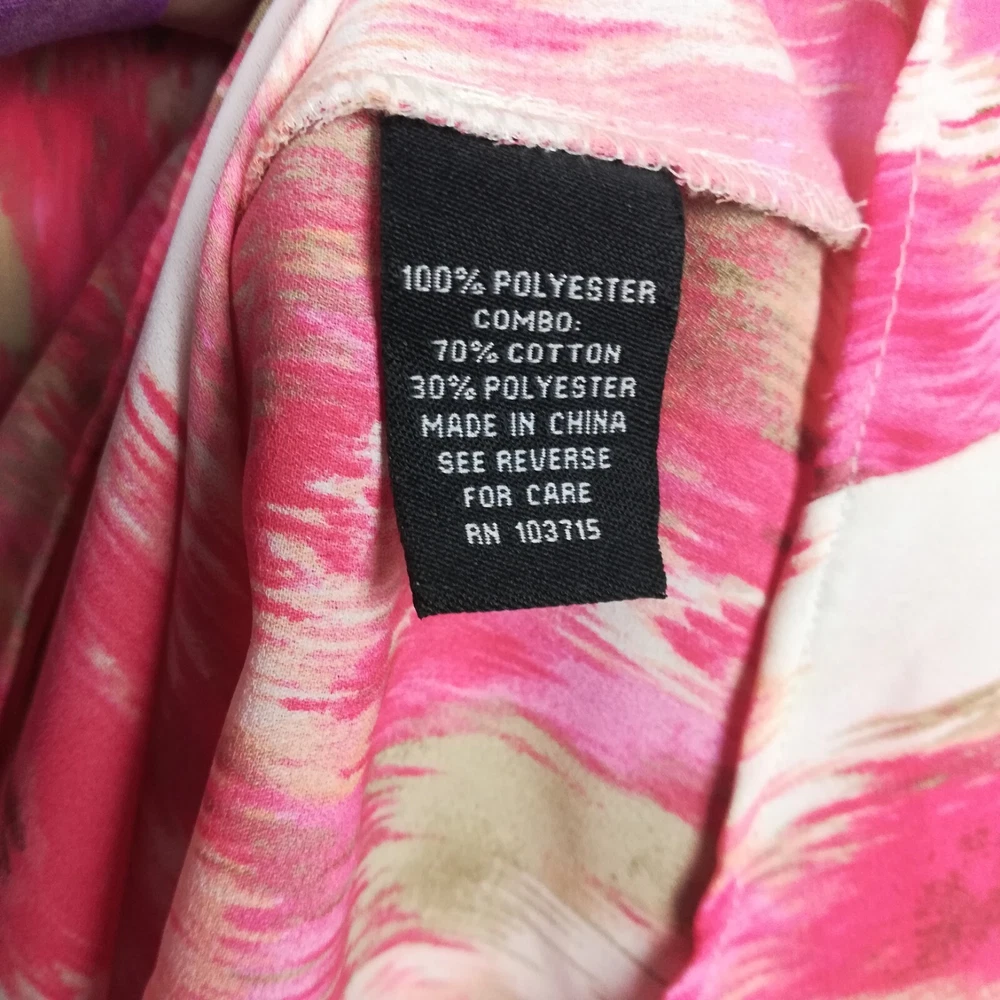 100% POLYESTER
COMBO:
70% COTTON
30% POLYESTER
MADE IN CHINA
SEE REVERSE
FOR CARE
RN 103715